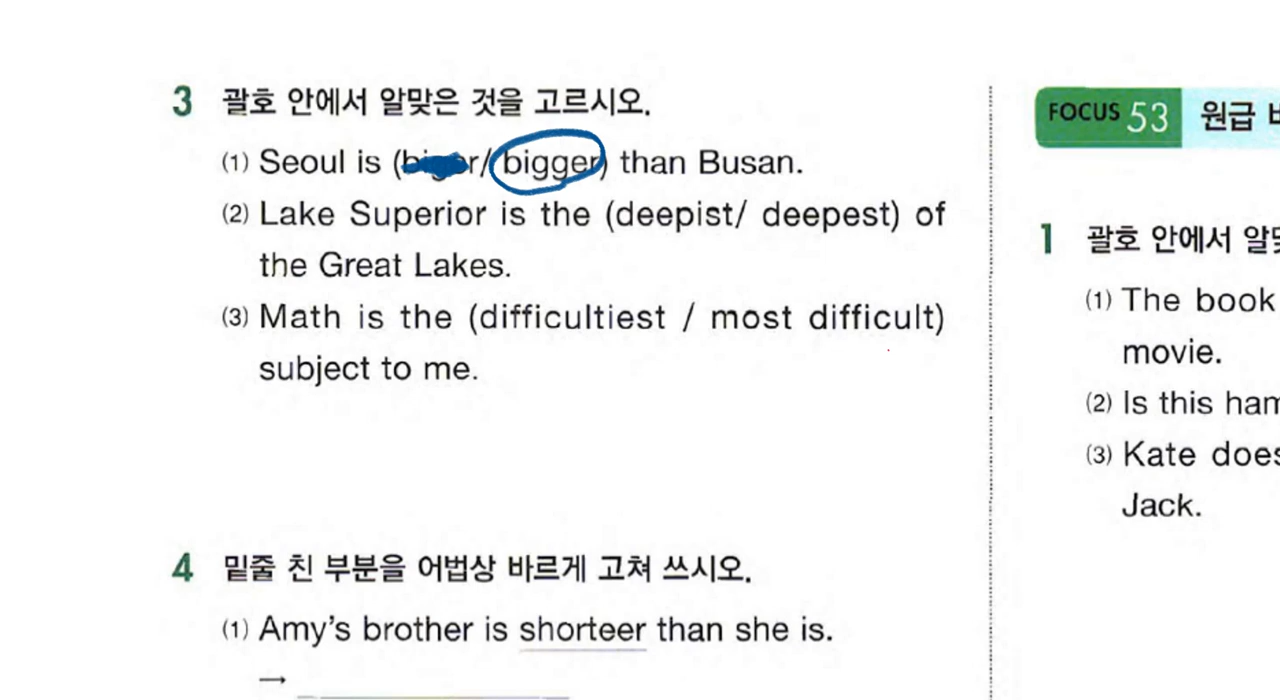 3 괄호 안에서 알맞은 것을 고르시오.
(1) Seoul is ( / bigger) than Busan.
(2) Lake Superior is the (deepist/ deepest) of
the Great Lakes.
(3) Math is the (difficultiest / most difficult)
subject to me.
4 밑줄 친 부분을 어법상 바르게 고쳐 쓰시오.
(1) Amy's brother is shorteer than she is.
→
FOCUS 53 원급
1 괄호 안에서
(1) The book
movie.
(2) Is this
(3) Kate
Jack.